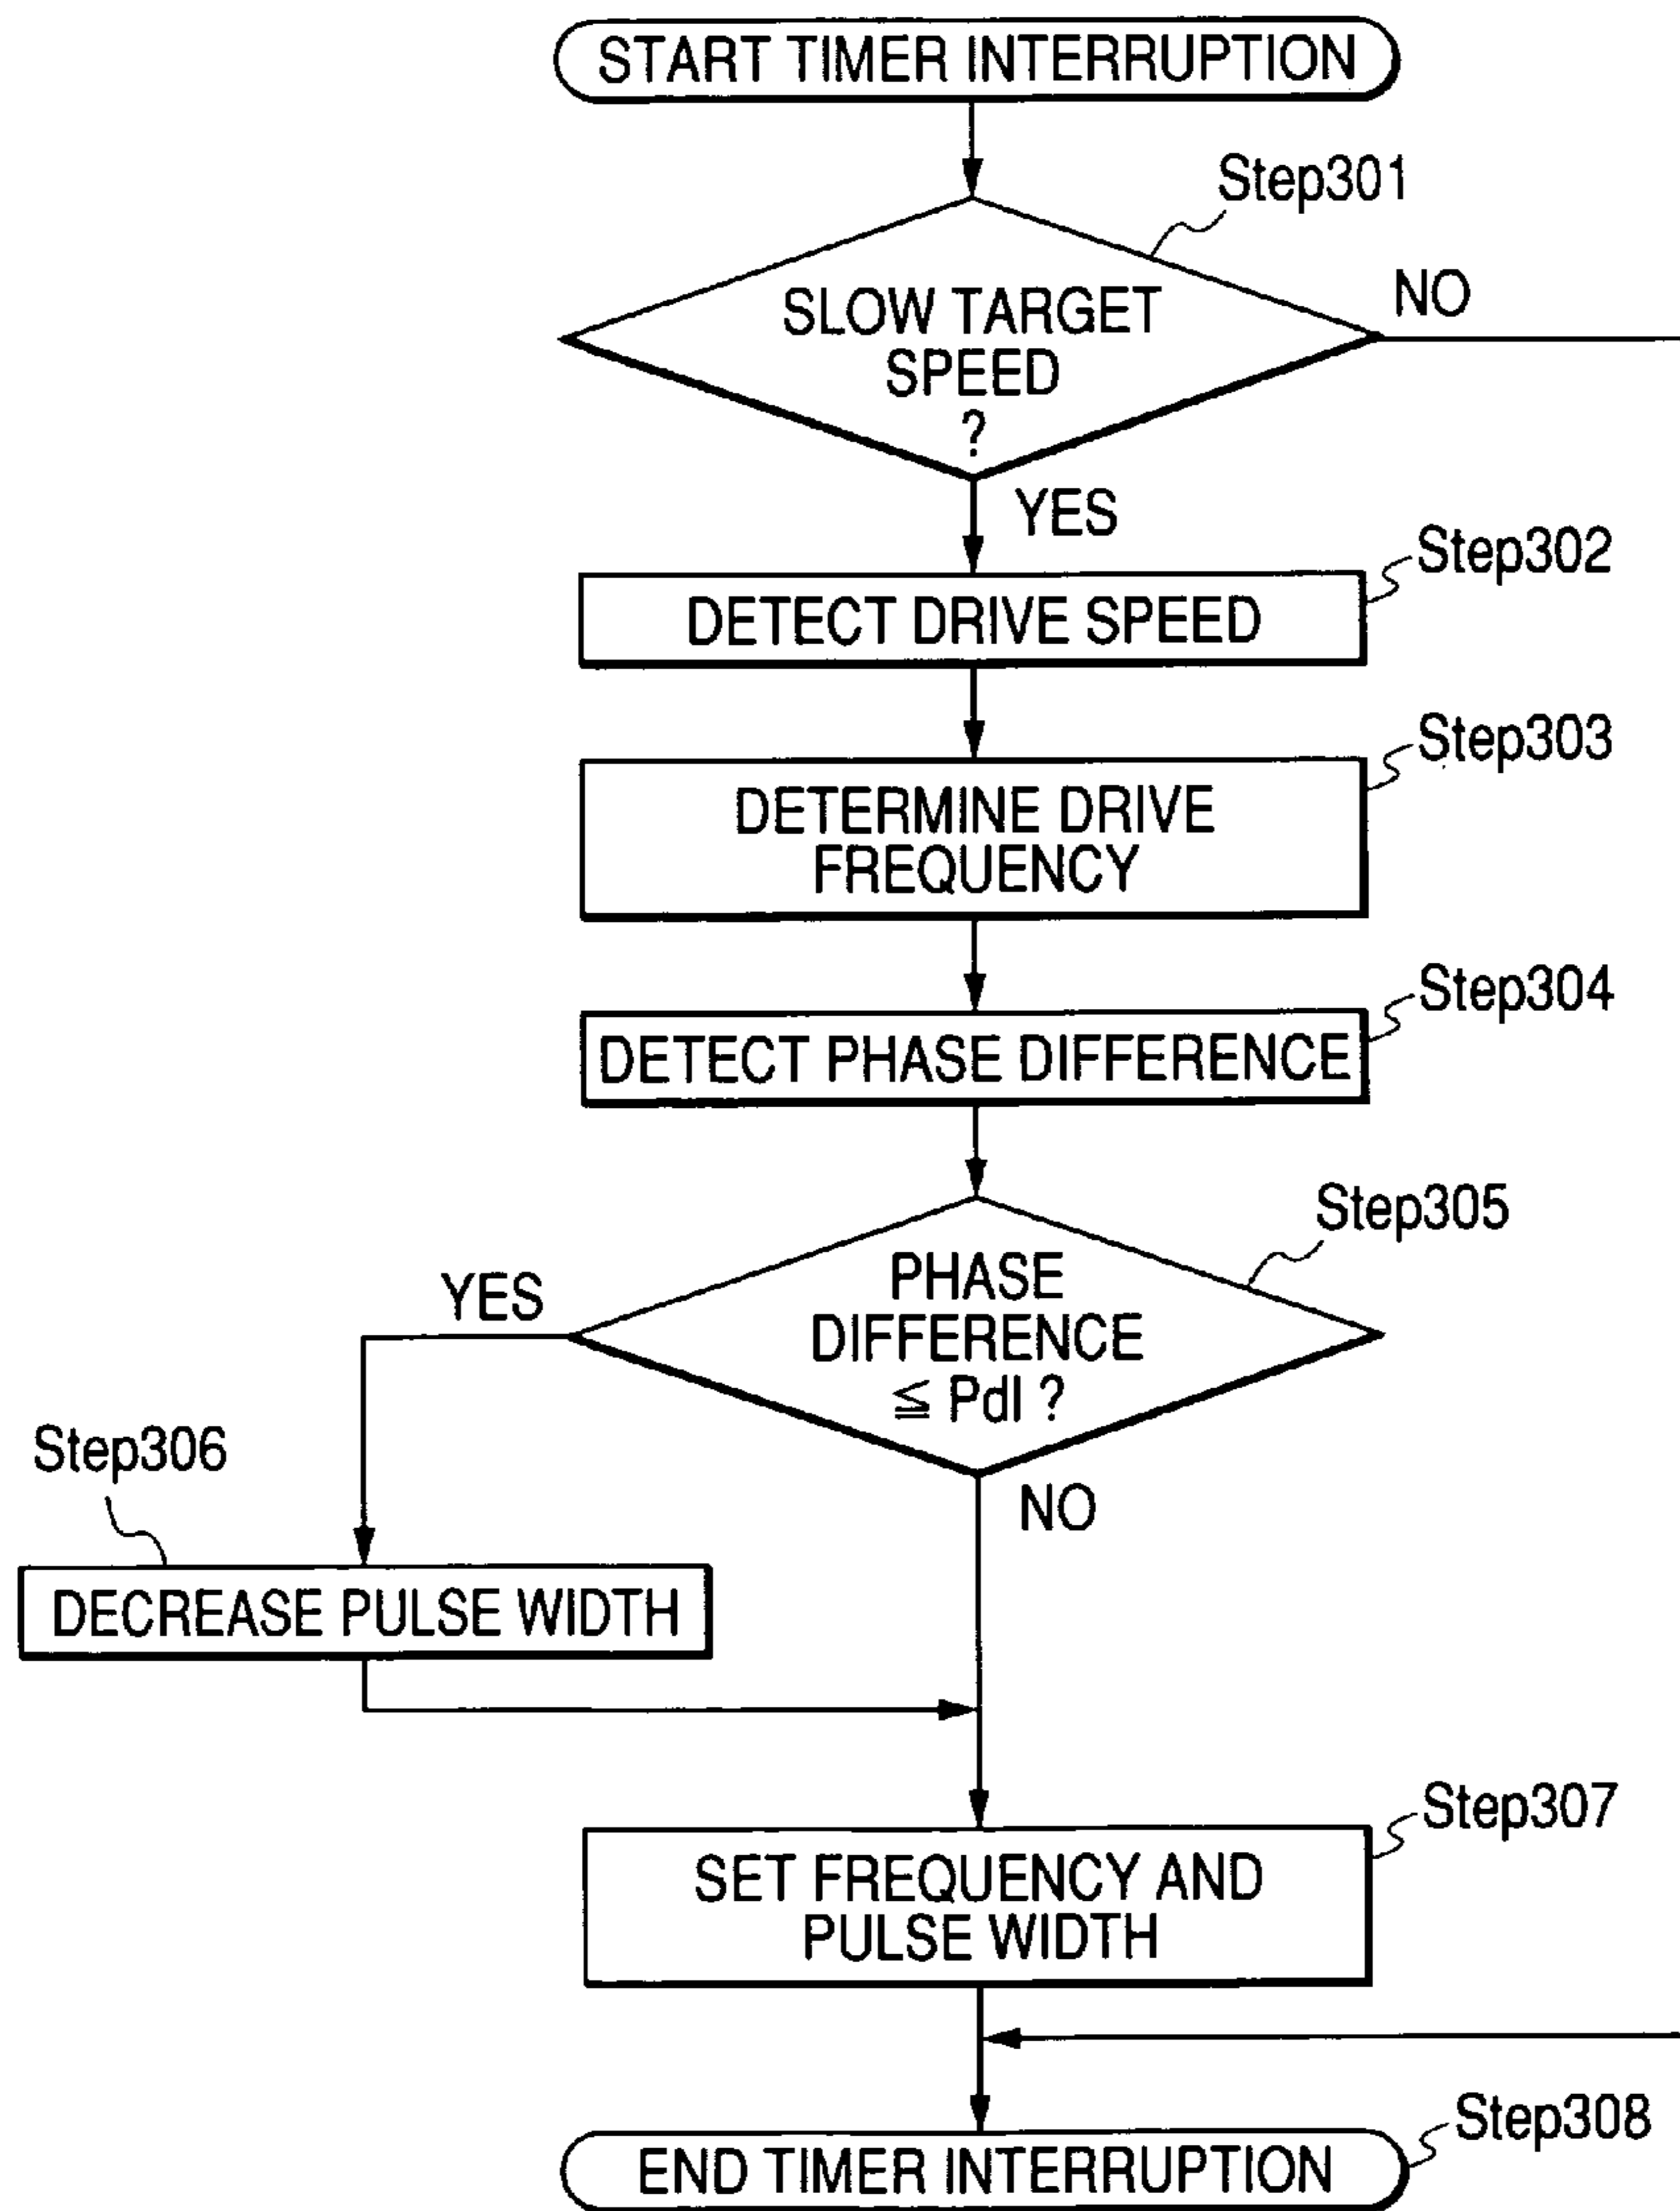 START TIMER INTERRUPTION
Step301
SLOW TARGET
SPEED
?
NO
YES
Step302
DETECT DRIVE SPEED
Step303
DETERMINE DRIVE
FREQUENCY
Step304
DETECT PHASE DIFFERENCE
Step305
PHASE
DIFFERENCE
≦ Pdl ?
YES
NO
Step306
DECREASE PULSE WIDTH
Step307
SET FREQUENCY AND
PULSE WIDTH
Step308
END TIMER INTERRUPTION